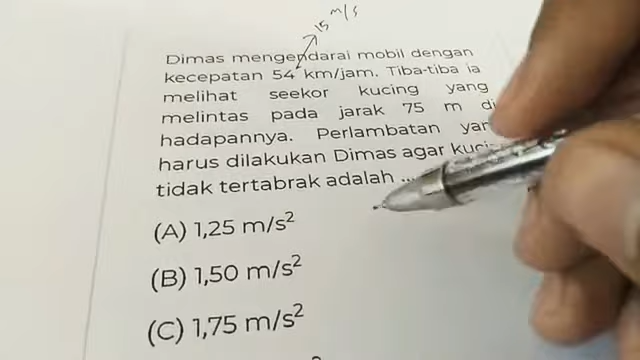 15 m/s
Dimas mengendarai mobil dengan
kecepatan 54 km/jam. Tiba-tiba ia
melihat seekor kucing yang
melintas pada jarak 75 m di
hadapannya. Perlambatan
harus dilakukan Dimas agar
tidak tertabrak adalah ...
(A) 1,25 m/s²
(B) 1,50 m/s²
(C) 1,75 m/s²